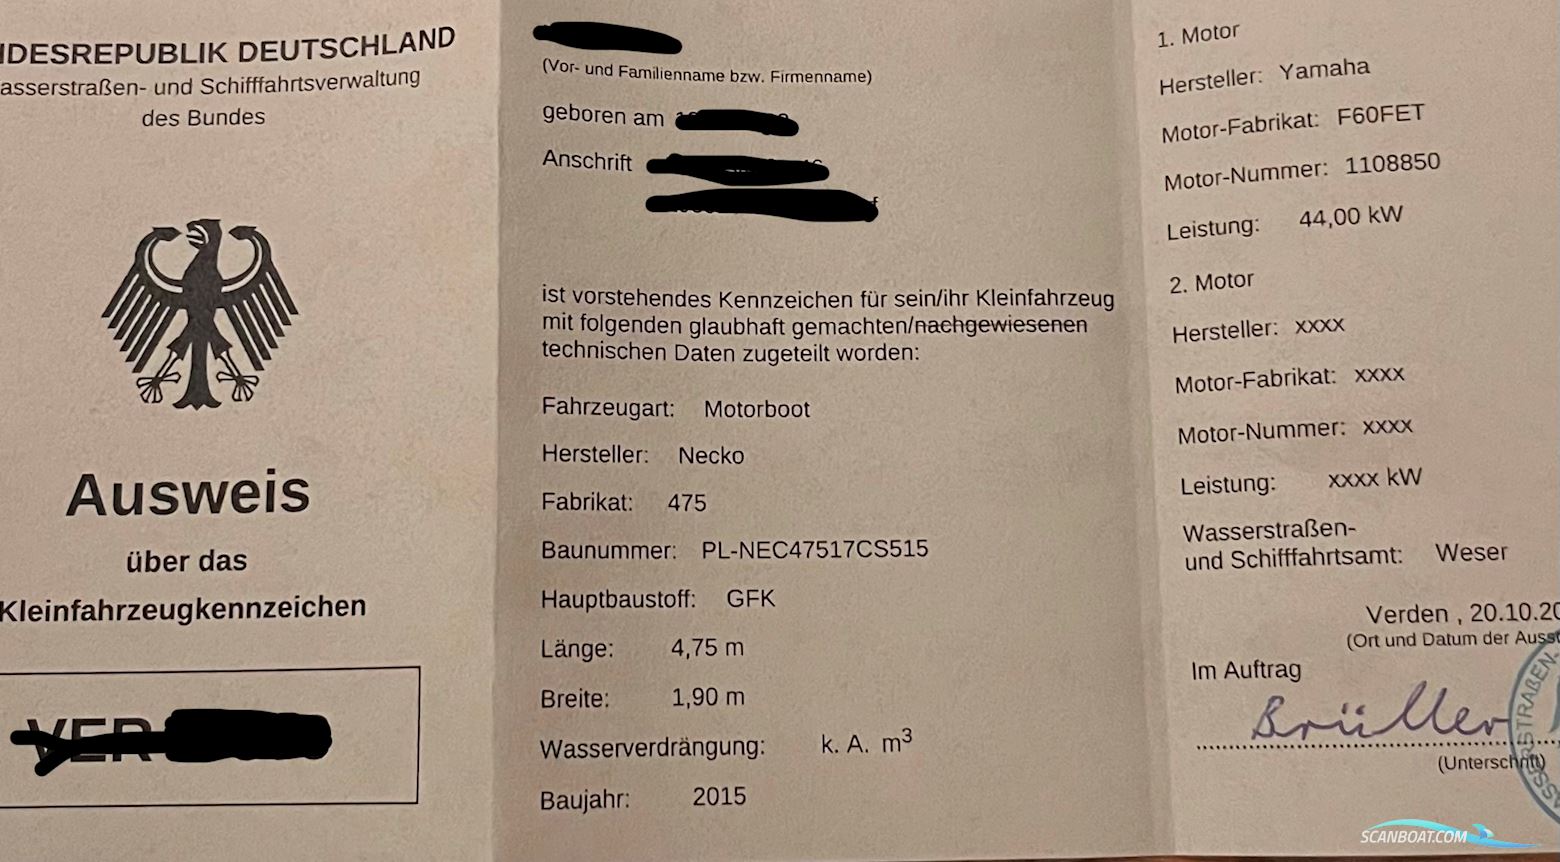 NDESREPUBLIK DEUTSCHLAND
asserstraßen- und Schifffahrtsverwaltung
des Bundes
Ausweis
über das
Kleinfahrzeugkennzeichen
VER
(Vor- und Familienname bzw. Firmenname)
geboren am
Anschrift
ist vorstehendes Kennzeichen für sein/ihr Kleinfahrzeug
mit folgenden glaubhaft gemachten/nachgewiesenen
technischen Daten zugeteilt worden:
Fahrzeugart: Motorboot
Hersteller: Necko
Fabrikat: 475
Baunummer: PL-NEC47517CS515
Hauptbaustoff: GFK
Länge: 4,75 m
Breite: 1,90 m
Wasserverdrängung: k. A. m³
Baujahr: 2015
1. Motor
Hersteller: Yamaha
Motor-Fabrikat: F60FET
Motor-Nummer: 1108850
Leistung: 44,00 kW
2. Motor
Hersteller: xxxx
Motor-Fabrikat: xxxx
Motor-Nummer: xxxx
Leistung: xxxx kW
Wasserstraßen-
und Schifffahrtsamt: Weser
Verden , 20.10.20
(Ort und Datum der Ausst
Im Auftrag
Brüller
(Unterschrift)
ASSERSTRAßEN-
SCANBOAT.COM